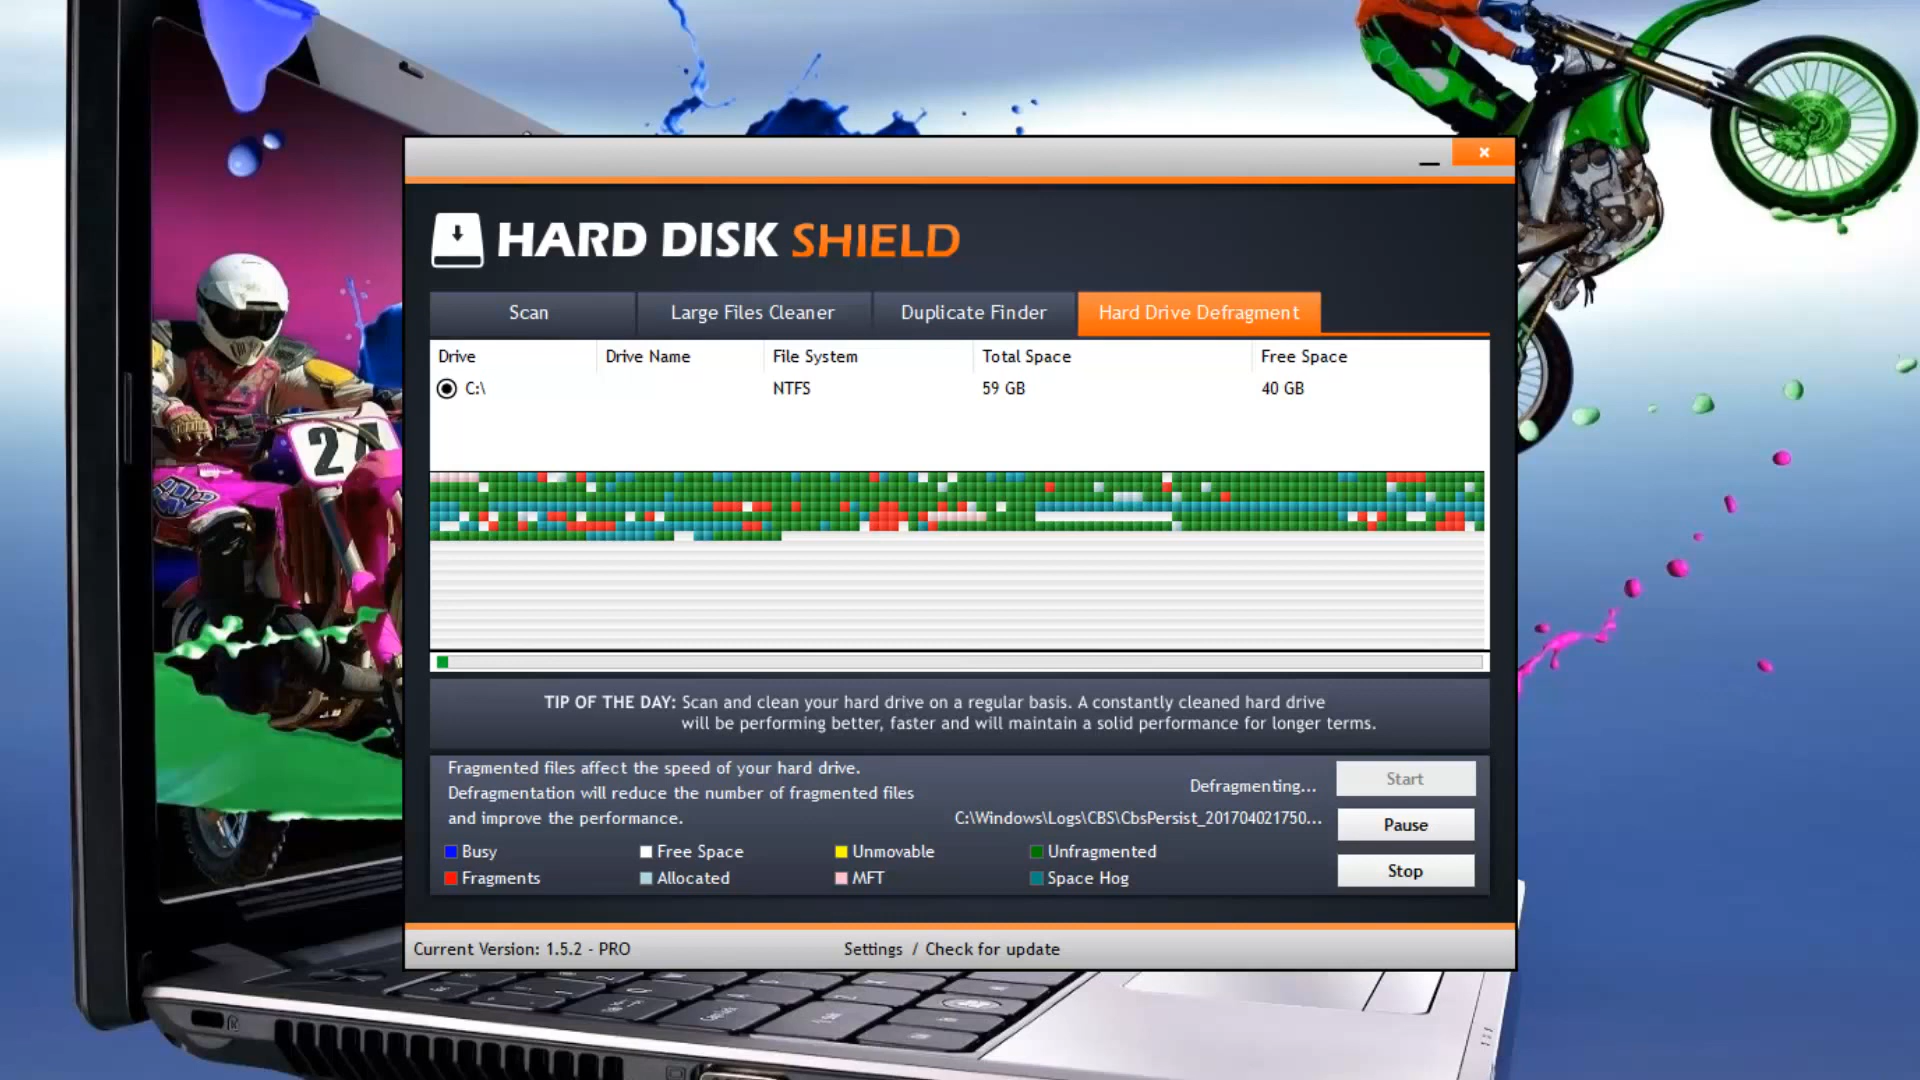 HARD DISK SHIELD
Scan
Large Files Cleaner
Duplicate Finder
Hard Drive Defragment
Drive
Drive Name
File System
Total Space
Free Space
C:\
NTFS
59 GB
40 GB
TIP OF THE DAY: Scan and clean your hard drive on a regular basis. A constantly cleaned hard drive
will be performing better, faster and will maintain a solid performance for longer terms.
Fragmented files affect the speed of your hard drive.
Defragmentation will reduce the number of fragmented files
and improve the performance.
Defragmenting...
C:\Windows\Logs\CBS\CbsPersist_201704021750...
Start
Pause
Stop
Busy
Free Space
Unmovable
Unfragmented
Fragments
Allocated
MFT
Space Hog
Current Version: 1.5.2 - PRO
Settings / Check for update